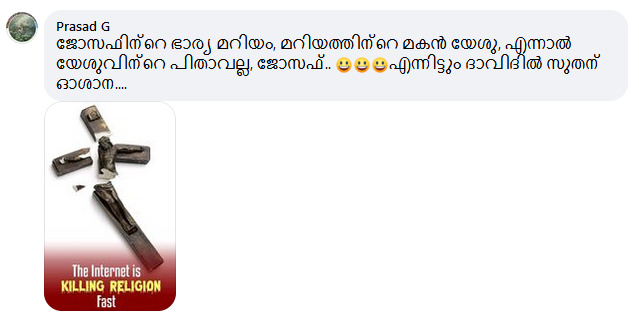 Prasad G
ജോസഫിന്റെ ഭാര്യ മറിയം, മറിയത്തിന്റെ മകൻ യേശു, എന്നാൽ
യേശുവിന്റെ പിതാവല്ല, ജോസഫ്.. 😃😃😃എന്നിട്ടും ദാവിദിൽ സുതന്
ഓശാന....
The Internet is
KILLING RELIGION
Fast